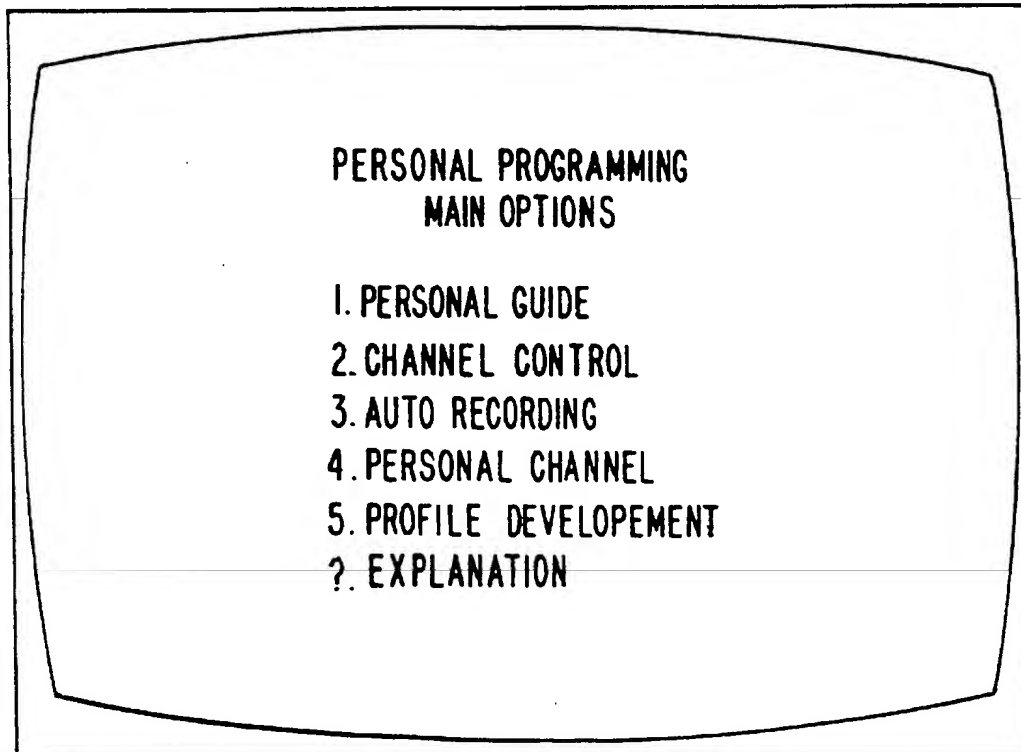 PERSONAL PROGRAMMING
MAIN OPTIONS
1. PERSONAL GUIDE
2. CHANNEL CONTROL
3. AUTO RECORDING
4. PERSONAL CHANNEL
5. PROFILE DEVELOPEMENT
?. EXPLANATION